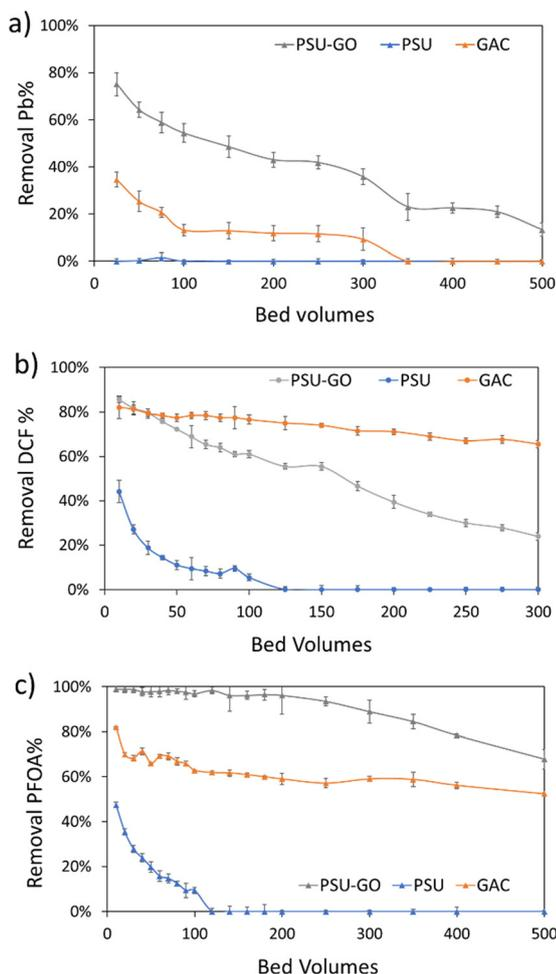 a)
100%
80%
60%
40%
20%
0%
Removal Pb%
PSU-GO PSU GAC
0 100 200 300 400 500
Bed volumes
b)
100%
80%
60%
40%
20%
0%
Removal DCF %
PSU-GO PSU GAC
0 50 100 150 200 250 300
Bed Volumes
c)
100%
80%
60%
40%
20%
0%
Removal PFOA%
PSU-GO PSU GAC
0 100 200 300 400 500
Bed Volumes